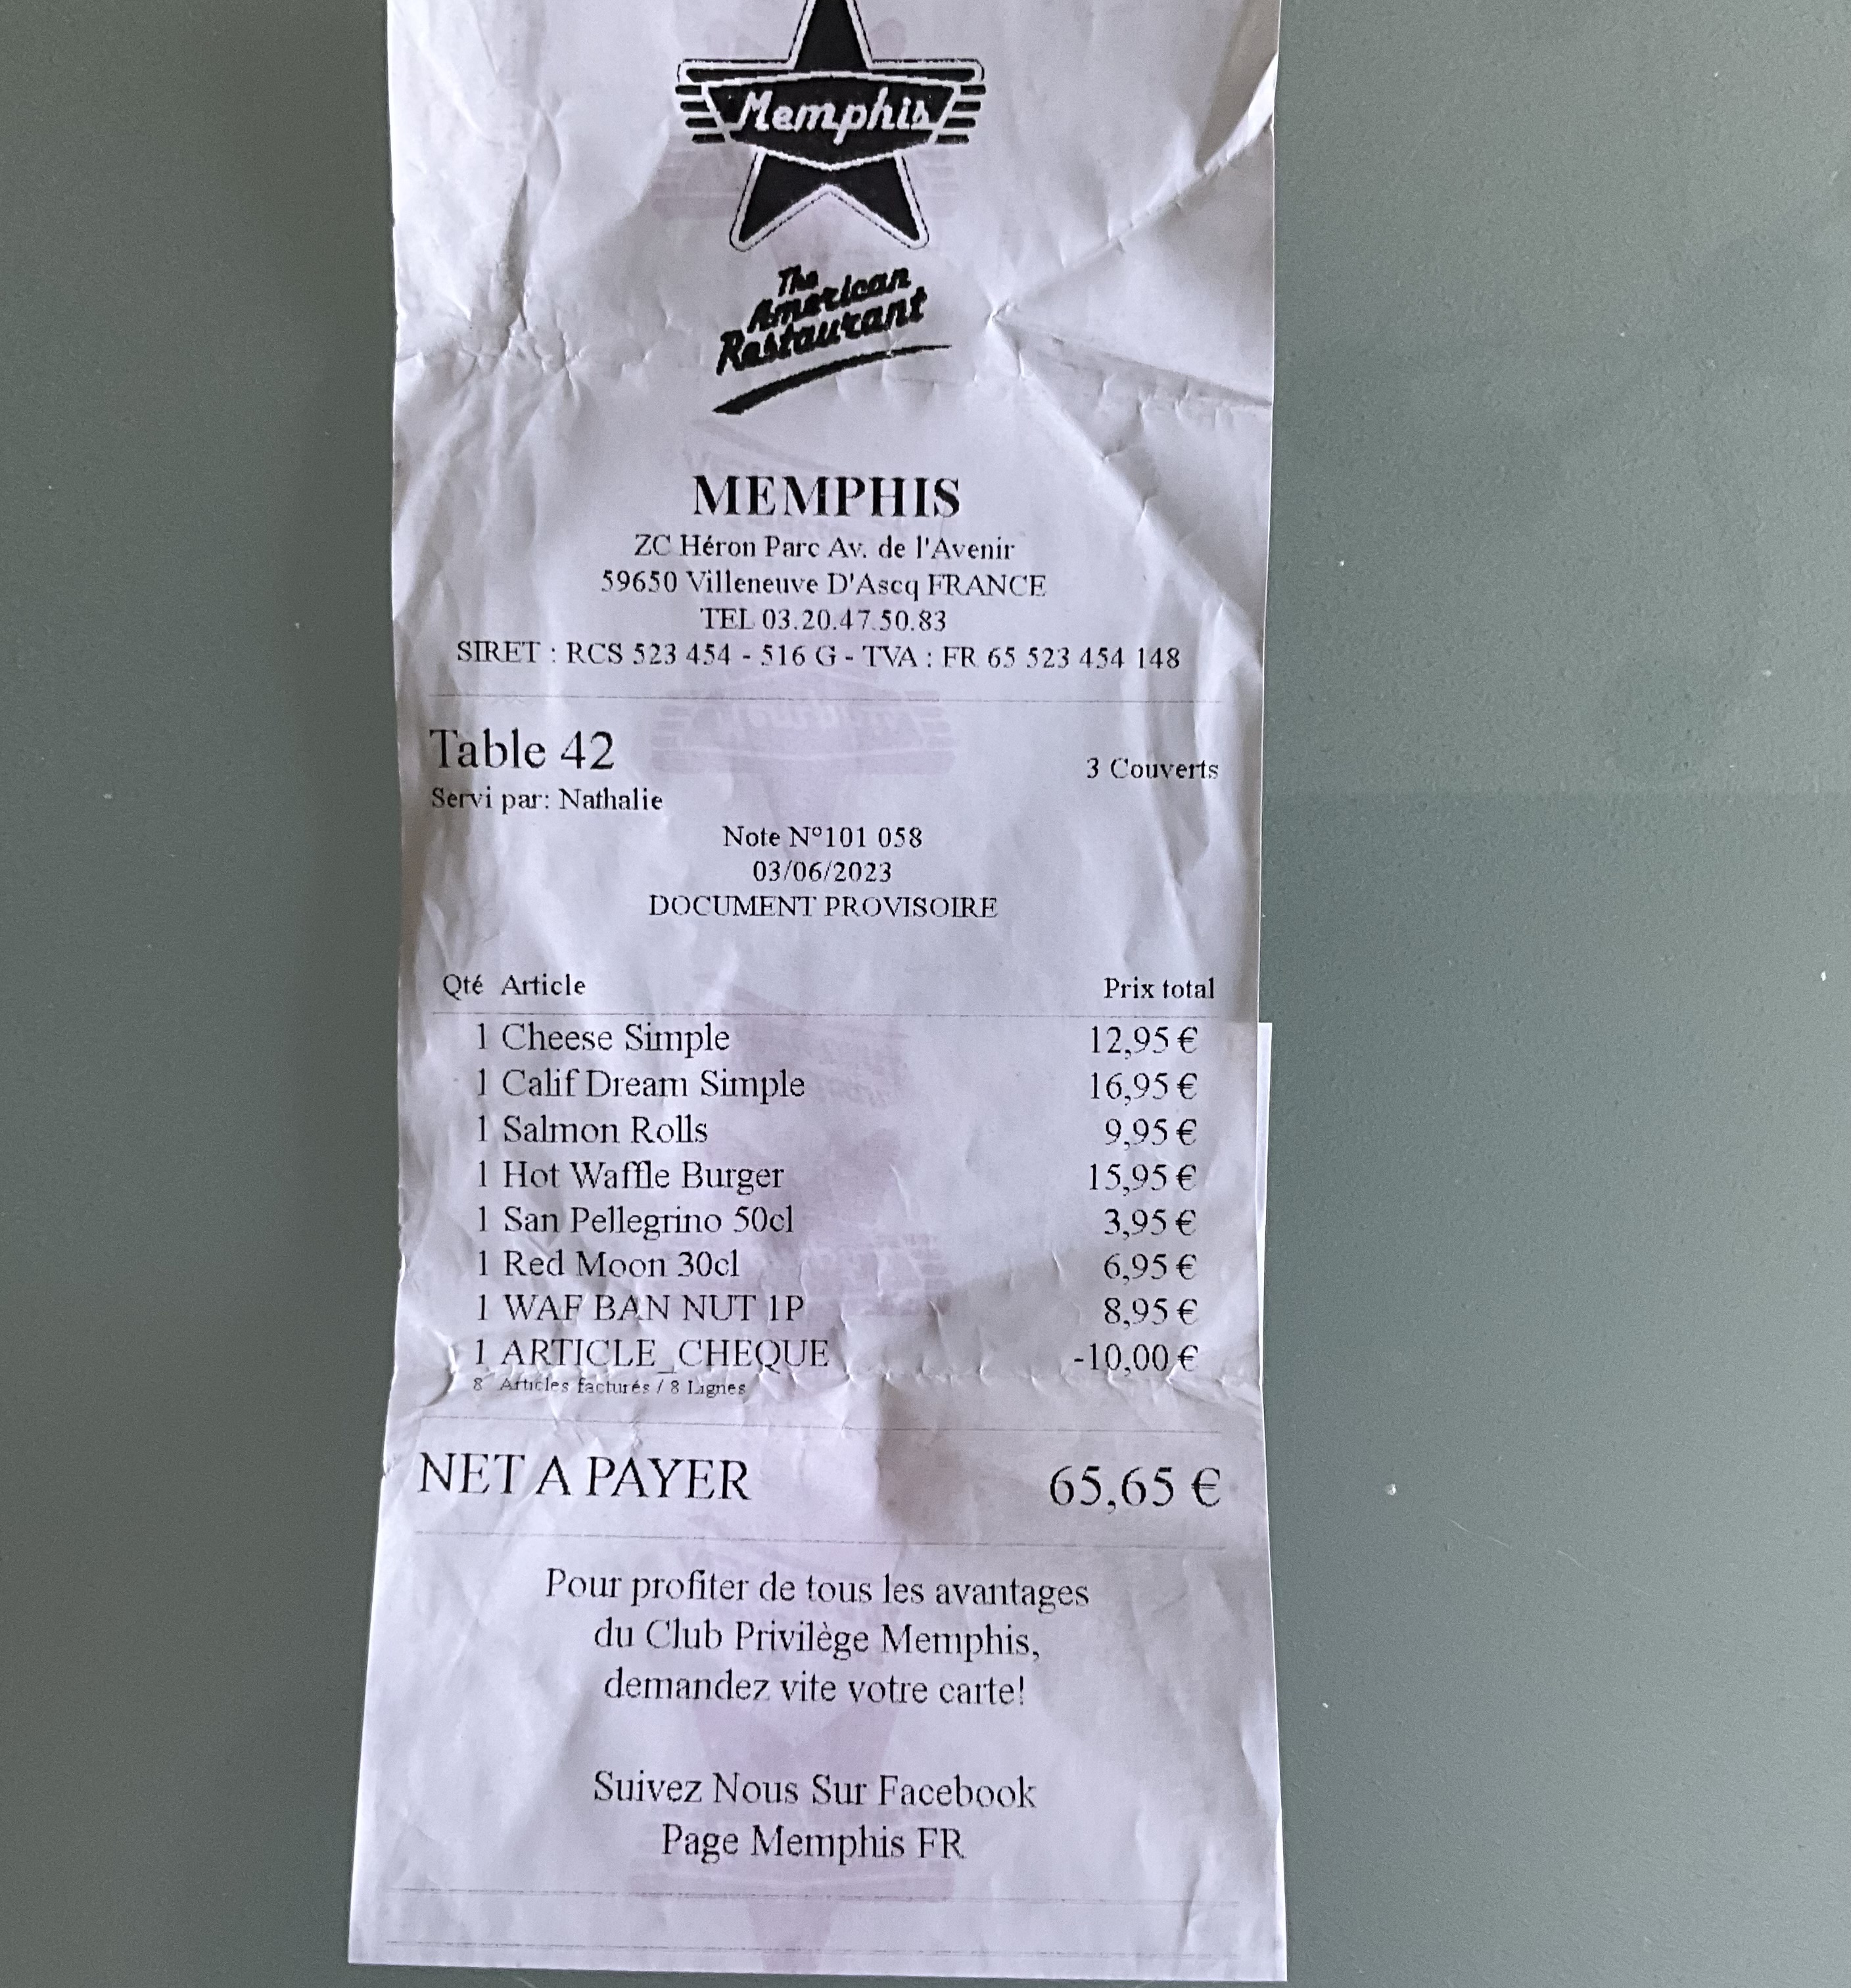 Memphis
The
American
Restaurant
MEMPHIS
ZC Héron Parc Av. de l'Avenir
59650 Villeneuve D'Ascq FRANCE
TEL 03.20.47.50.83
SIRET : RCS 523 454 - 516 G - TVA : FR 65 523 454 148
Table 42 3 Couverts
Servi par: Nathalie
Note N°101 058
03/06/2023
DOCUMENT PROVISOIRE
Qté Article Prix total
1 Cheese Simple 12,95 €
1 Calif Dream Simple 16,95 €
1 Salmon Rolls 9,95 €
1 Hot Waffle Burger 15,95 €
1 San Pellegrino 50cl 3,95 €
1 Red Moon 30cl 6,95 €
1 WAF BAN NUT 1P 8,95 €
1 ARTICLE_CHEQUE -10,00 €
8 Articles facturés / 8 Lignes
NET A PAYER 65,65 €
Pour profiter de tous les avantages
du Club Privilège Memphis,
demandez vite votre carte!
Suivez Nous Sur Facebook
Page Memphis FR